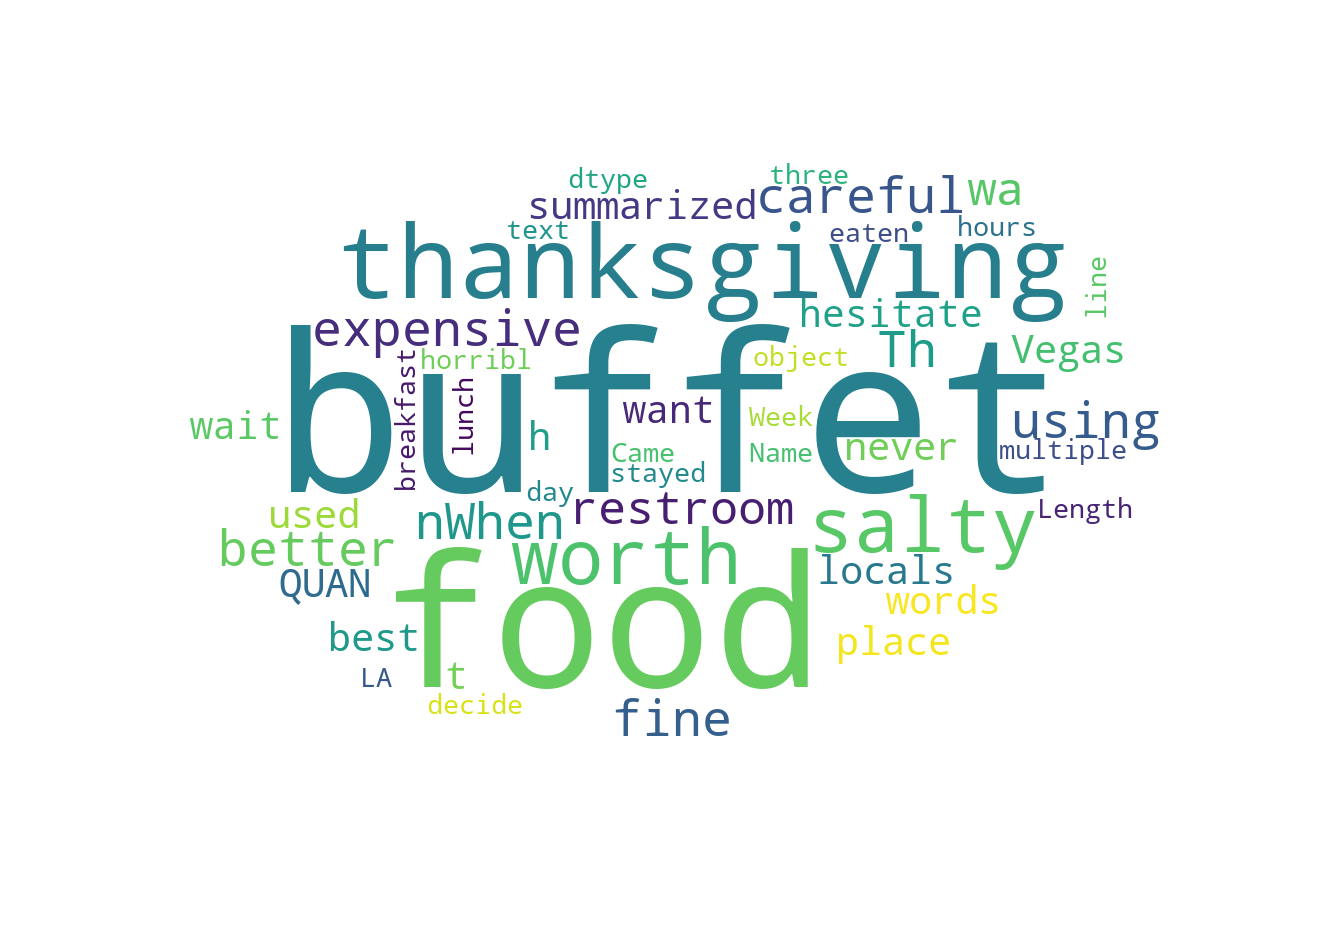 three
dtype
careful
wa
summarized
text
eaten
hours
thanksgiving
line
hesitate
expensive
Th
Vegas
object
horribl
breakfast
lunch
buffet
want
Week
using
wait
h
Came
Name
never
multiple
stayed
day
restroom
salty
Length
used
nWhen
better
worth
locals
QUAN
words
food
best
place
LA
t
decide
fine